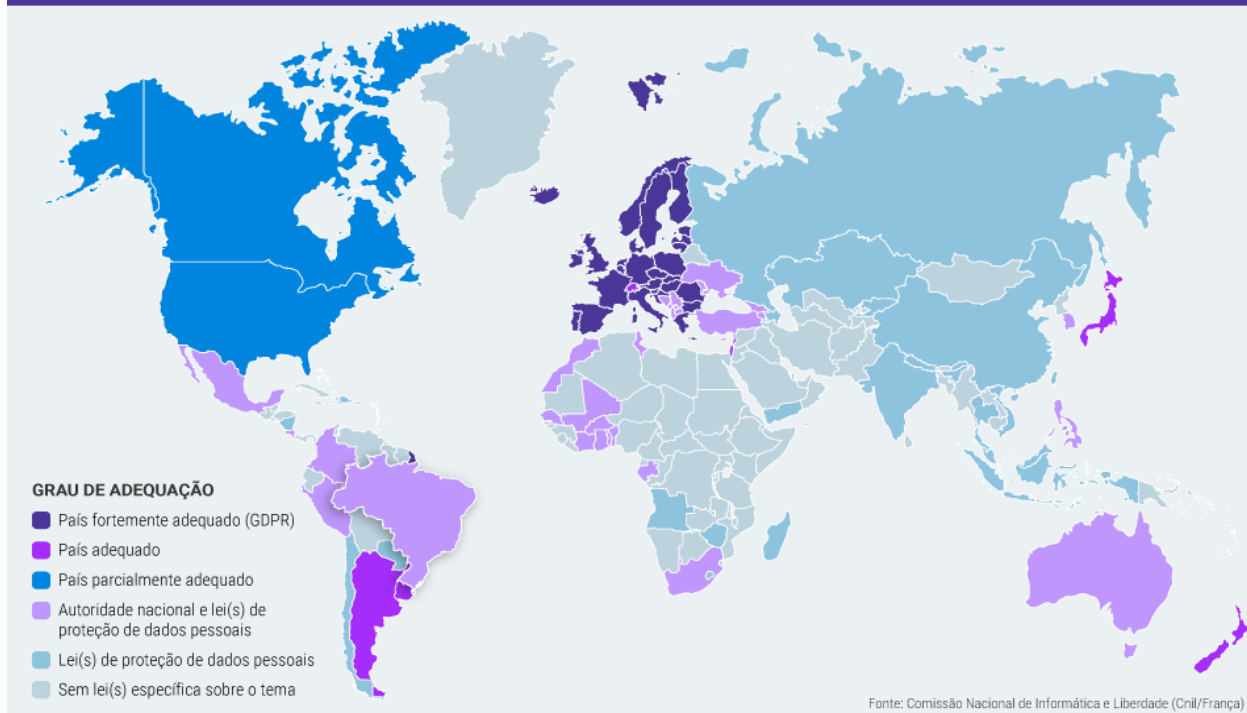 GRAU DE ADEQUAÇÃO
País fortemente adequado (GDPR)
País adequado
País parcialmente adequado
Autoridade nacional e lei(s) de
proteção de dados pessoais
Lei(s) de proteção de dados pessoais
Sem lei(s) específica sobre o tema
Fonte: Comissão Nacional de Informática e Liberdade (Cnil/França)